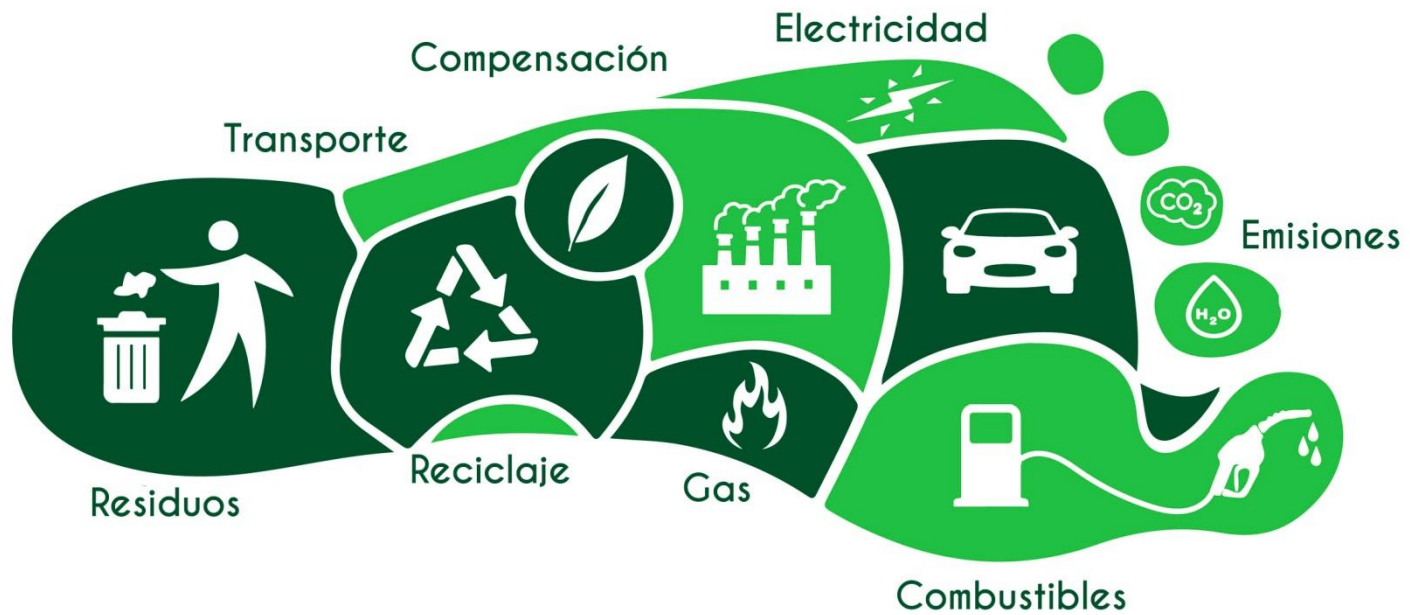 Electricidad
Compensación
Transporte
CO₂
Emisiones
H₂O
Reciclaje
Gas
Residuos
Combustibles